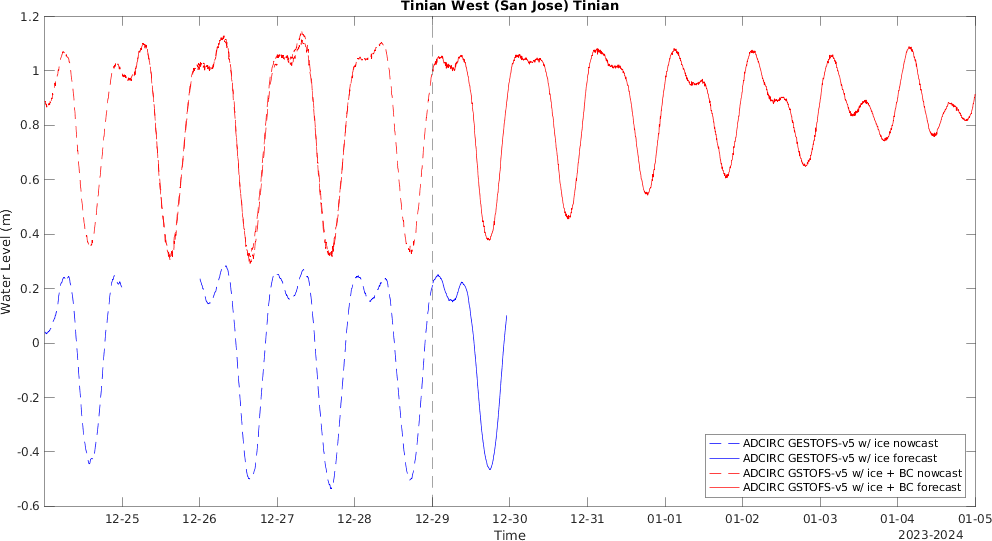 Tinian West (San Jose) Tinian
1.2
1
0.8
0.6
0.4
0.2
0
-0.2
-0.4
-0.6
Water Level (m)
ADCIRC GESTOFS-v5 w/ ice nowcast
ADCIRC GESTOFS-v5 w/ ice forecast
ADCIRC GSTOFS-v5 w/ ice + BC nowcast
ADCIRC GSTOFS-v5 w/ ice + BC forecast
12-25 12-26 12-27 12-28 12-29 12-30 12-31 01-01 01-02 01-03 01-04 01-05
Time
2023-2024